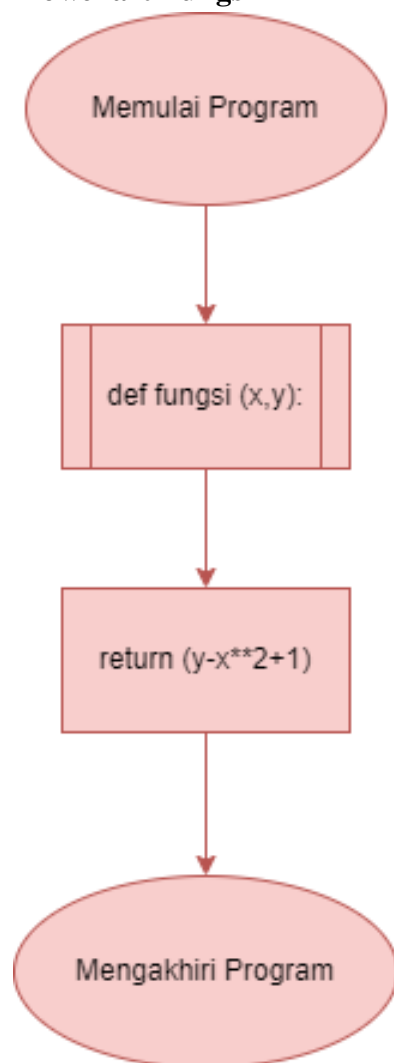 Memulai Program
def fungsi (x,y):
return (y-x**2+1)
Mengakhiri Program